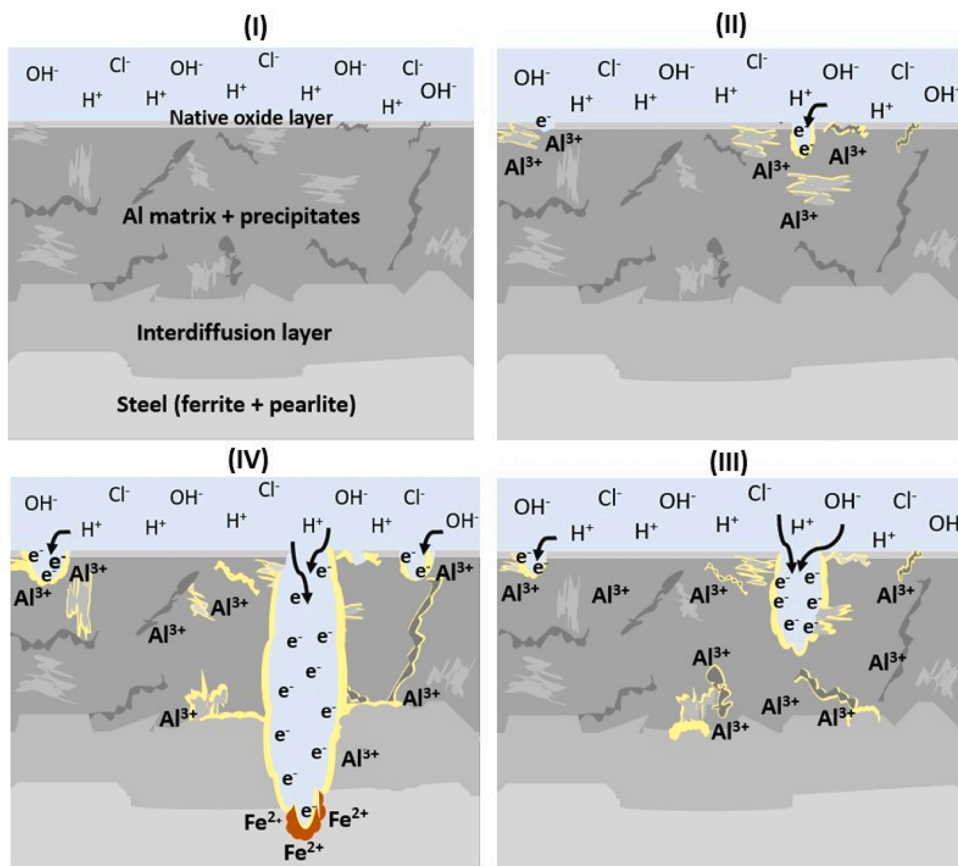 (I)
OH⁻ Cl⁻ OH⁻ Cl⁻ OH⁻ Cl⁻
H⁺ H⁺ H⁺ H⁺ H⁺ OH⁻
Native oxide layer
Al matrix + precipitates
Interdiffusion layer
Steel (ferrite + pearlite)
(II)
OH⁻ Cl⁻ OH⁻ Cl⁻ OH⁻ Cl⁻
H⁺ H⁺ H⁺ H⁺ H⁺ OH⁻
e⁻ e⁻
Al³⁺ e⁻ Al³⁺
Al³⁺
Al³⁺
(IV)
OH⁻ Cl⁻ OH⁻ Cl⁻ OH⁻ Cl⁻
H⁺ H⁺ H⁺ H⁺ H⁺ OH⁻
e⁻ e⁻ e⁻ e⁻ e⁻
e⁻ Al³⁺ e⁻ Al³⁺
Al³⁺ Al³⁺ e⁻
Al³⁺
e⁻ e⁻
e⁻
Al³⁺ e⁻ Al³⁺
e⁻ e⁻ Al³⁺
e⁻
e⁻
Fe²⁺ Fe²⁺
Fe²⁺
(III)
OH⁻ Cl⁻ OH⁻ Cl⁻ OH⁻ Cl⁻
H⁺ H⁺ H⁺ H⁺ H⁺ OH
e⁻ e⁻
e⁻ e⁻ e⁻
Al³⁺ Al³⁺ Al³⁺ e⁻ e⁻ Al³⁺
e⁻ e⁻
Al³⁺ Al³⁺
Al³⁺ Al³⁺
Al³⁺